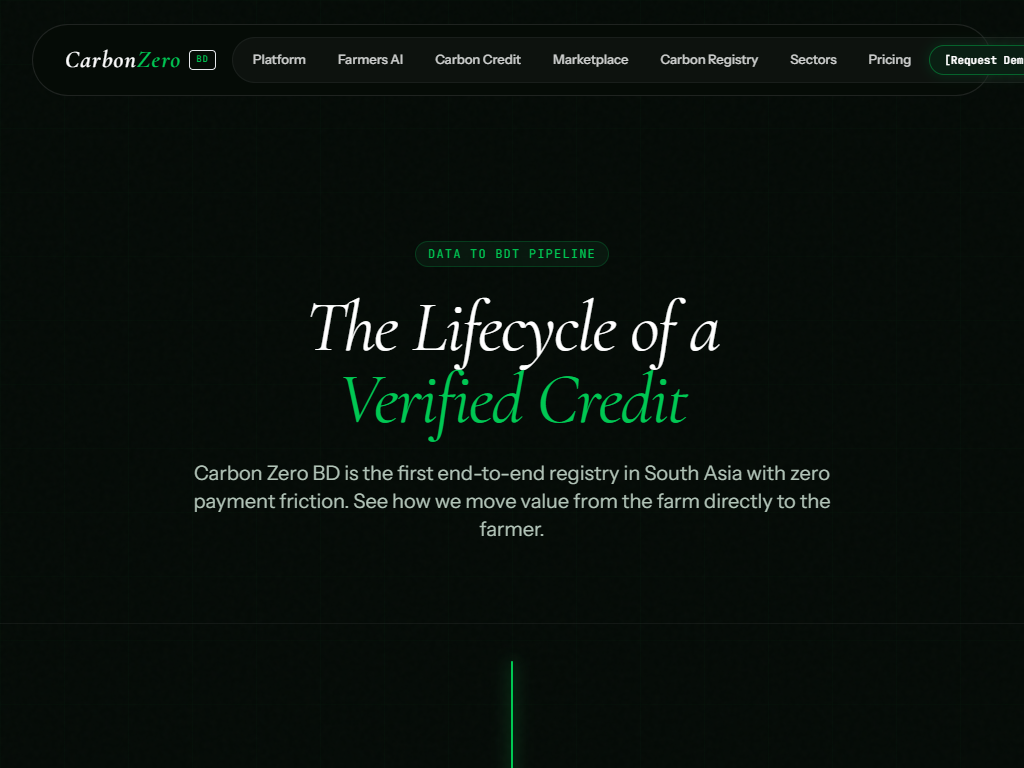 CarbonZero BD Platform Farmers AI Carbon Credit Marketplace Carbon Registry Sectors Pricing [Request
DATA TO BDT PIPELINE
The Lifecycle of a
Verified Credit
Carbon Zero BD is the first end-to-end registry in South Asia with zero
payment friction. See how we move value from the farm directly to the
farmer.